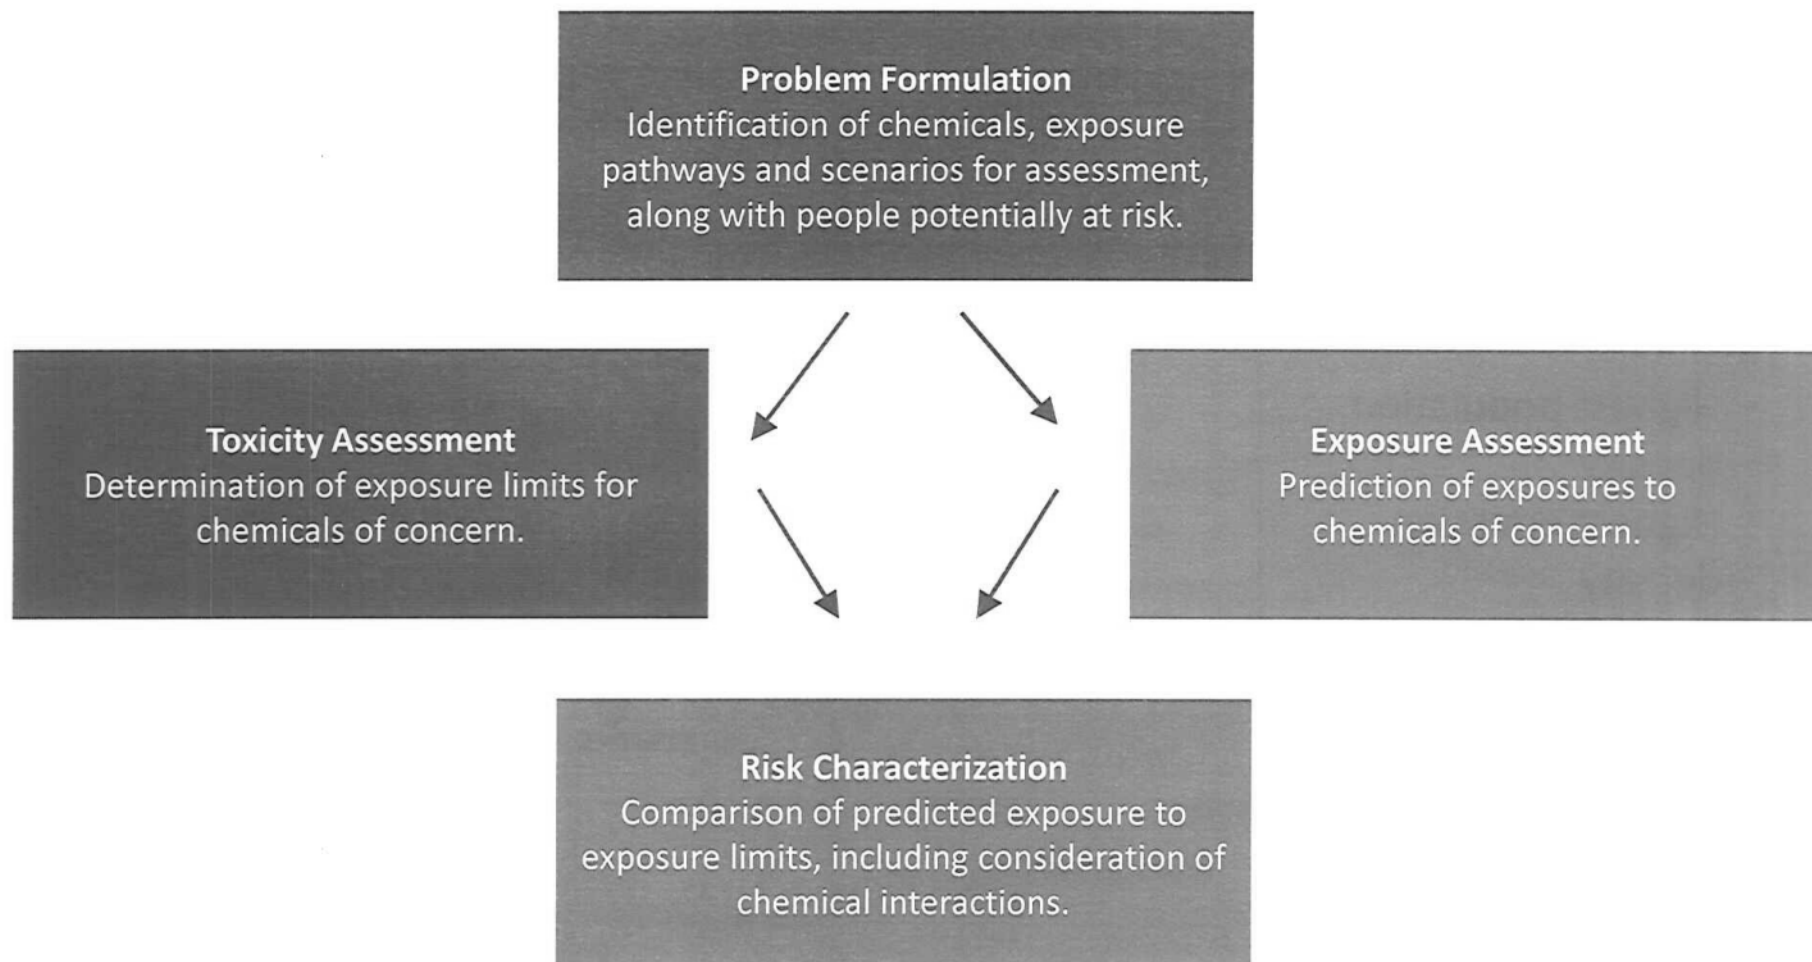 Problem Formulation
Identification of chemicals, exposure
pathways and scenarios for assessment,
along with people potentially at risk.
Toxicity Assessment
Determination of exposure limits for
chemicals of concern.
Exposure Assessment
Prediction of exposures to
chemicals of concern.
Risk Characterization
Comparison of predicted exposure to
exposure limits, including consideration of
chemical interactions.